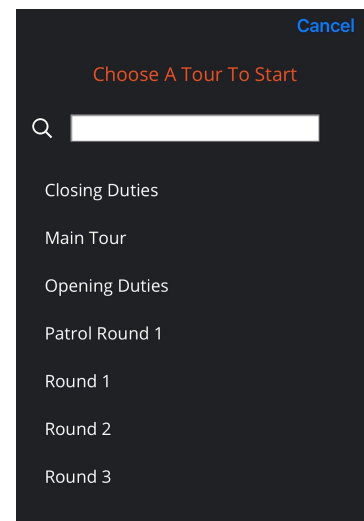 Cancel
Choose A Tour To Start
Closing Duties
Main Tour
Opening Duties
Patrol Round 1
Round 1
Round 2
Round 3